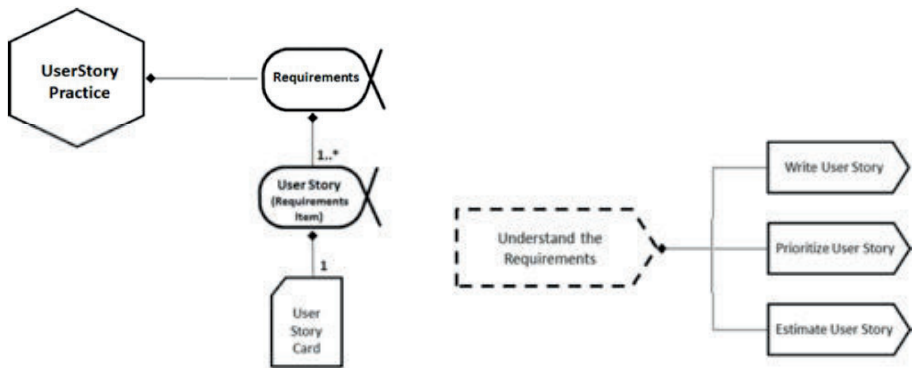 UserStory
Practice
Requirements
1..*
User Story
(Requirements
Item)
1
User
Story
Card
Understand the
Requirements
Write User Story
Prioritize User Story
Estimate User Story